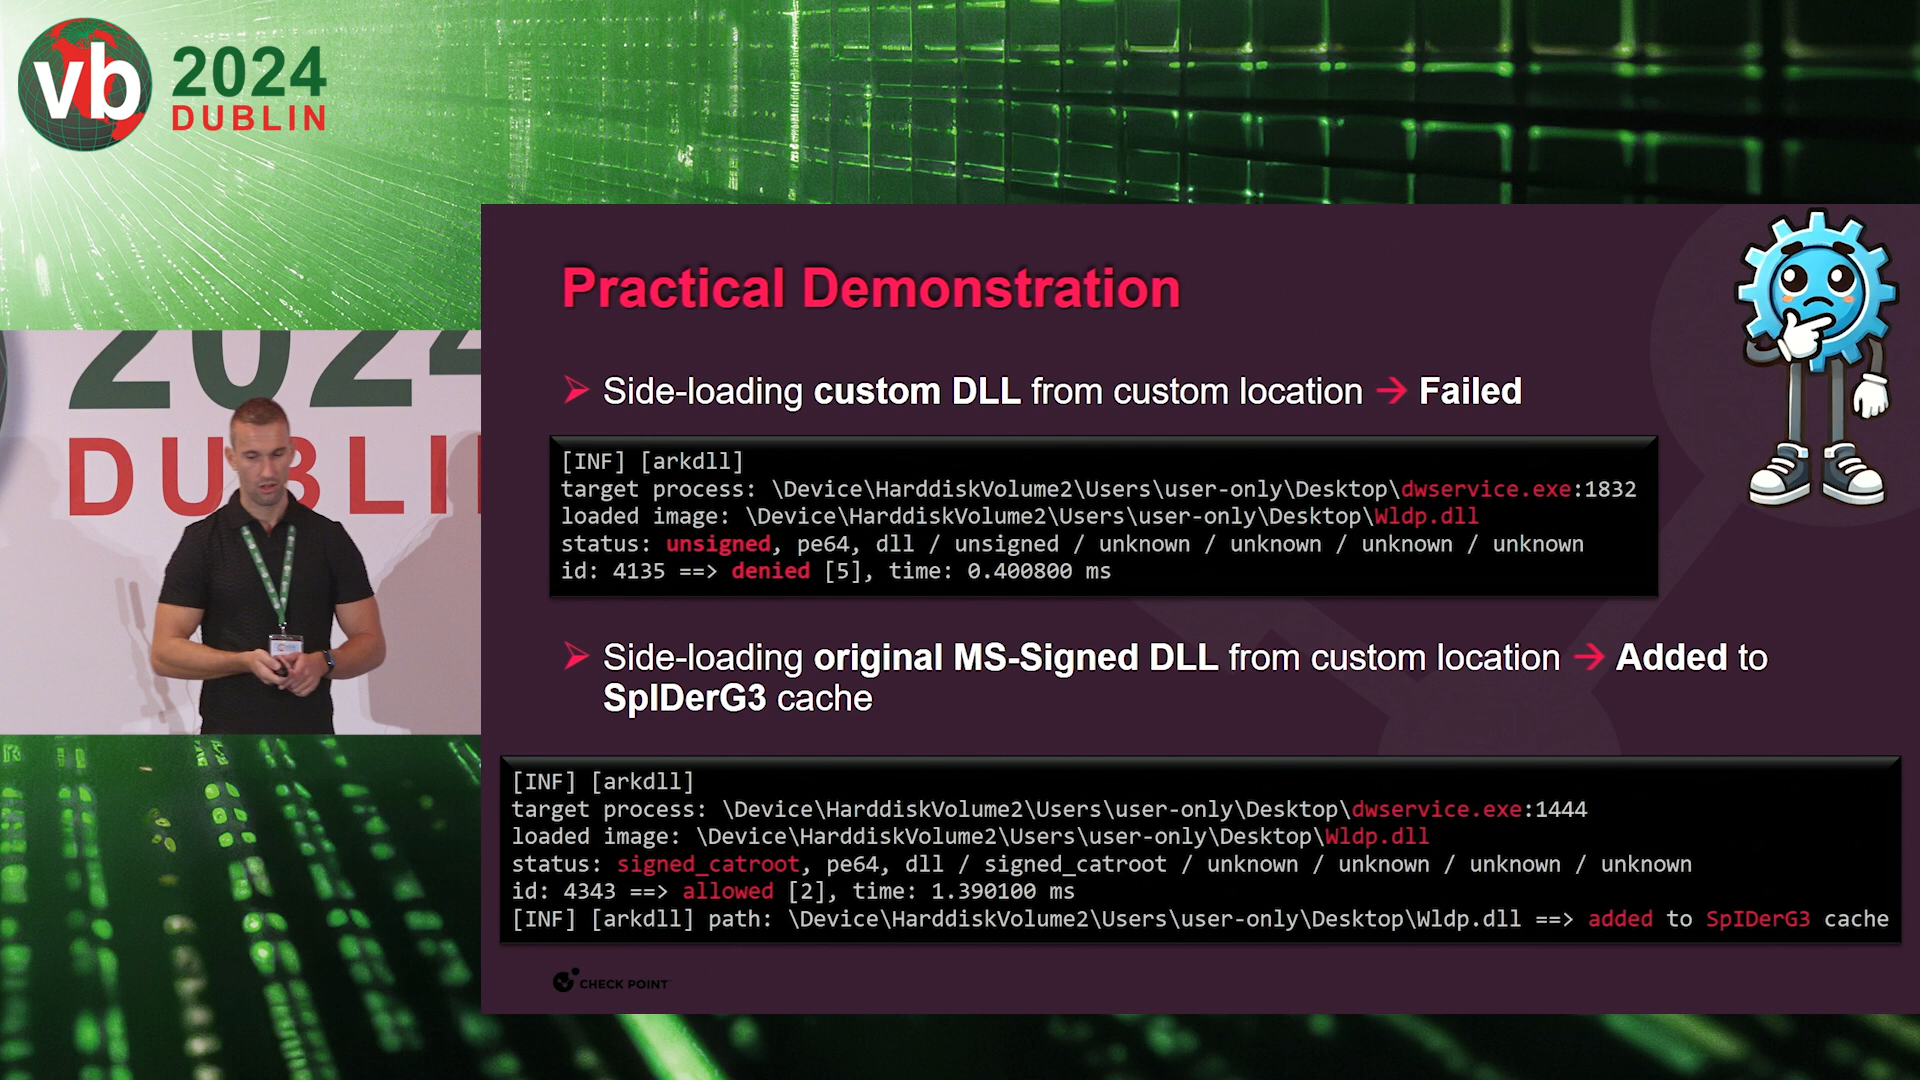 vb
2024
DUBLIN
2024
DUBLI
Practical Demonstration
Side-loading custom DLL from custom location → Failed
[INF] [arkdll]
target process: \Device\HarddiskVolume2\Users\user-only\Desktop\dwservice.exe:1832
loaded image: \Device\HarddiskVolume2\Users\user-only\Desktop\Wldp.dll
status: unsigned, pe64, dll / unsigned / unknown / unknown / unknown / unknown
id: 4135 ==> denied [5], time: 0.400800 ms
Side-loading original MS-Signed DLL from custom location → Added to
SpIDerG3 cache
[INF] [arkdll]
target process: \Device\HarddiskVolume2\Users\user-only\Desktop\dwservice.exe:1444
loaded image: \Device\HarddiskVolume2\Users\user-only\Desktop\Wldp.dll
status: signed_catroot, pe64, dll / signed_catroot / unknown / unknown / unknown / unknown
id: 4343 ==> allowed [2], time: 1.390100 ms
[INF] [arkdll] path: \Device\HarddiskVolume2\Users\user-only\Desktop\Wldp.dll ==> added to SpIDerG3 cache
CHECK POINT